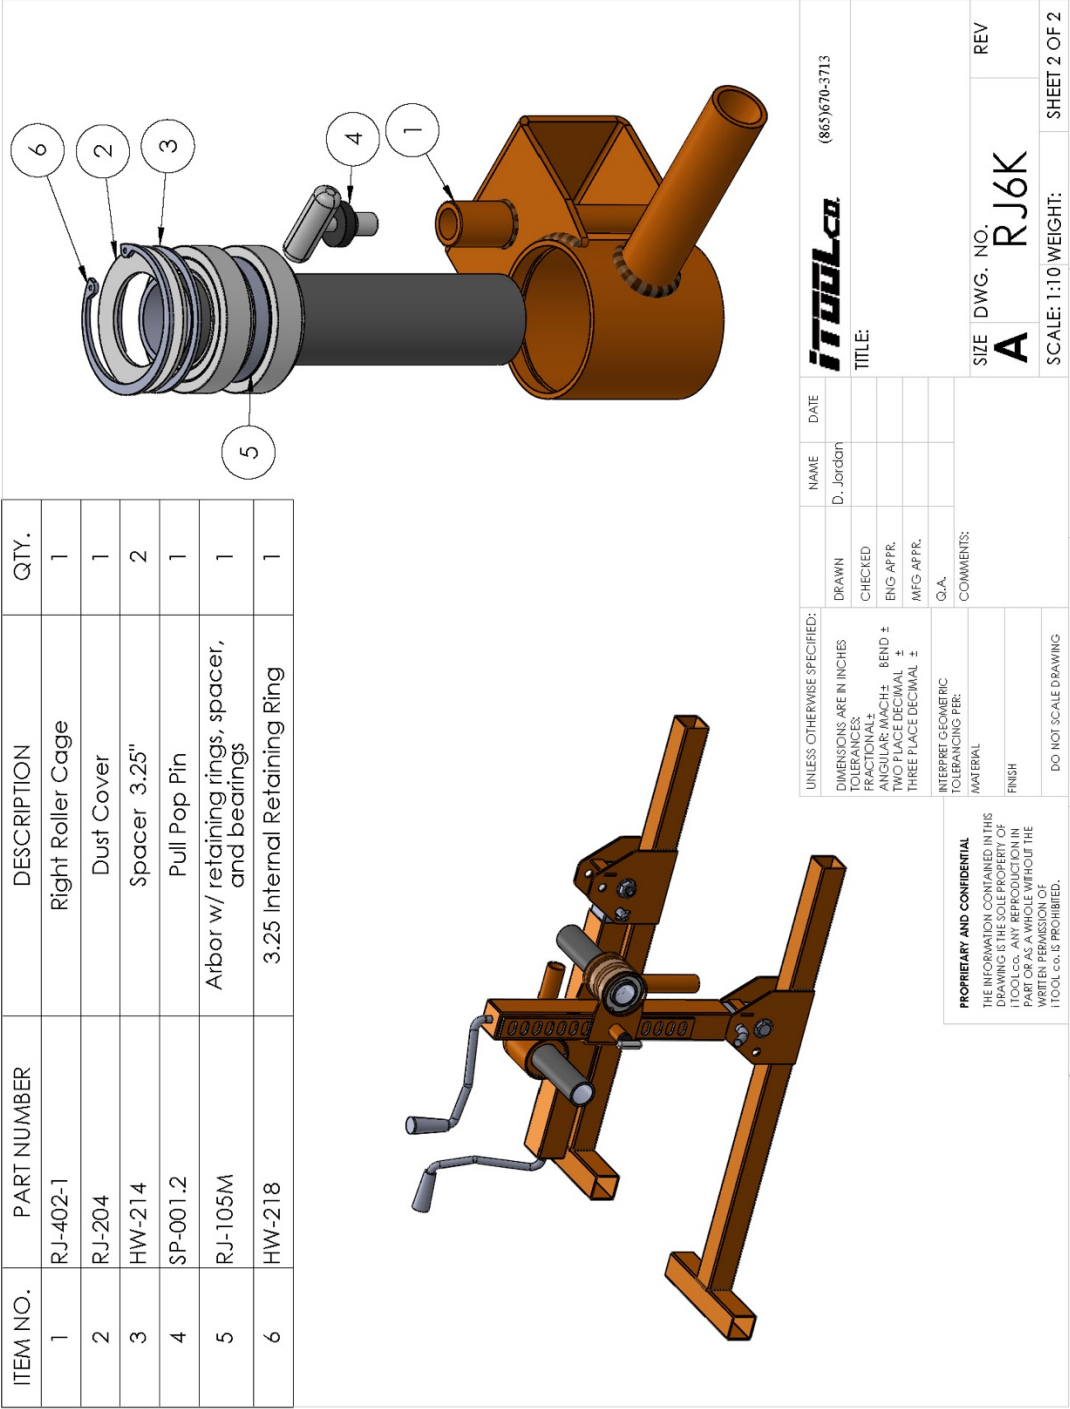 ITEM NO. PART NUMBER DESCRIPTION QTY.
1 RJ-402-1 Right Roller Cage 1
2 RJ-204 Dust Cover 1
3 HW-214 Spacer 3.25" 2
4 SP-001.2 Pull Pop Pin 1
5 RJ-105M Arbor w/ retaining rings, spacer, and bearings 1
6 HW-218 3.25 Internal Retaining Ring 1
6
2
3
5
4
1
PROPRIETARY AND CONFIDENTIAL
THE INFORMATION CONTAINED IN THIS
DRAWING IS THE SOLE PROPERTY OF
iTOOL co. ANY REPRODUCTION IN
PART OR AS A WHOLE WITHOUT THE
WRITTEN PERMISSION OF
iTOOL co. IS PROHIBITED.
UNLESS OTHERWISE SPECIFIED:
DIMENSIONS ARE IN INCHES
TOLERANCES:
FRACTIONAL±
ANGULAR: MACH± BEND ±
TWO PLACE DECIMAL ±
THREE PLACE DECIMAL ±
INTERPRET GEOMETRIC
TOLERANCING PER:
MATERIAL
FINISH
DO NOT SCALE DRAWING
NAME DATE
DRAWN D. Jordan
CHECKED
ENG APPR.
MFG APPR.
Q.A.
COMMENTS:
iTOOLco. (865)670-3713
TITLE:
SIZE DWG. NO. REV
A RJ6K
SCALE: 1:10 WEIGHT: SHEET 2 OF 2